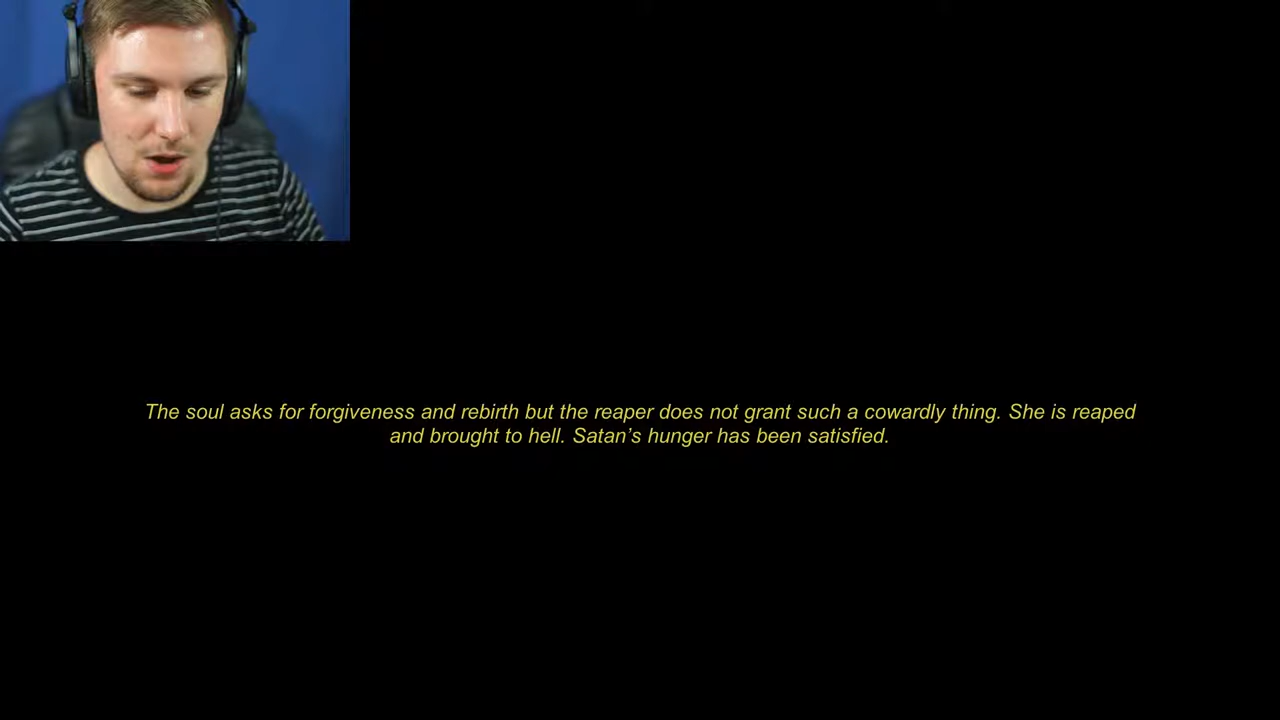 The soul asks for forgiveness and rebirth but the reaper does not grant such a cowardly thing. She is reaped
and brought to hell. Satan’s hunger has been satisfied.